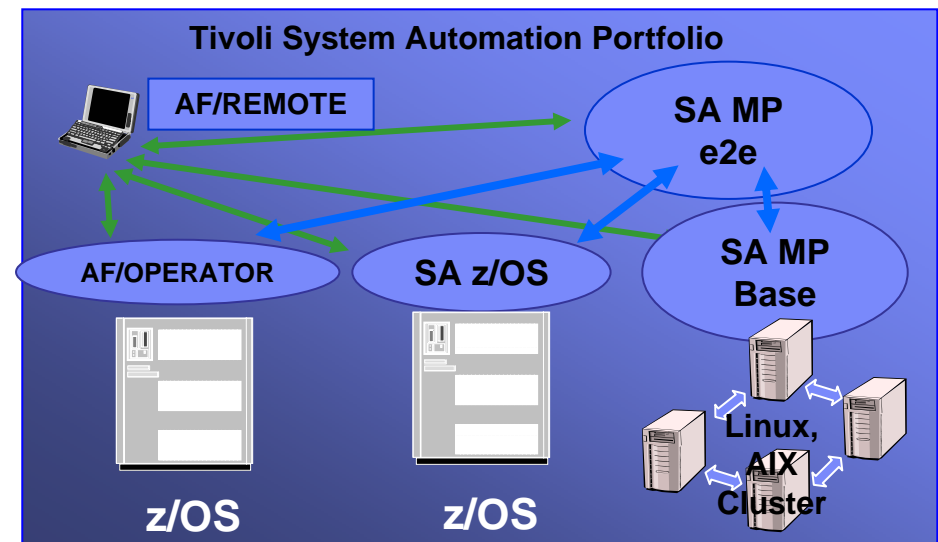 Tivoli System Automation Portfolio
AF/REMOTE
SA MP
e2e
AF/OPERATOR
SA z/OS
SA MP
Base
Linux,
AIX
Cluster
z/OS
z/OS